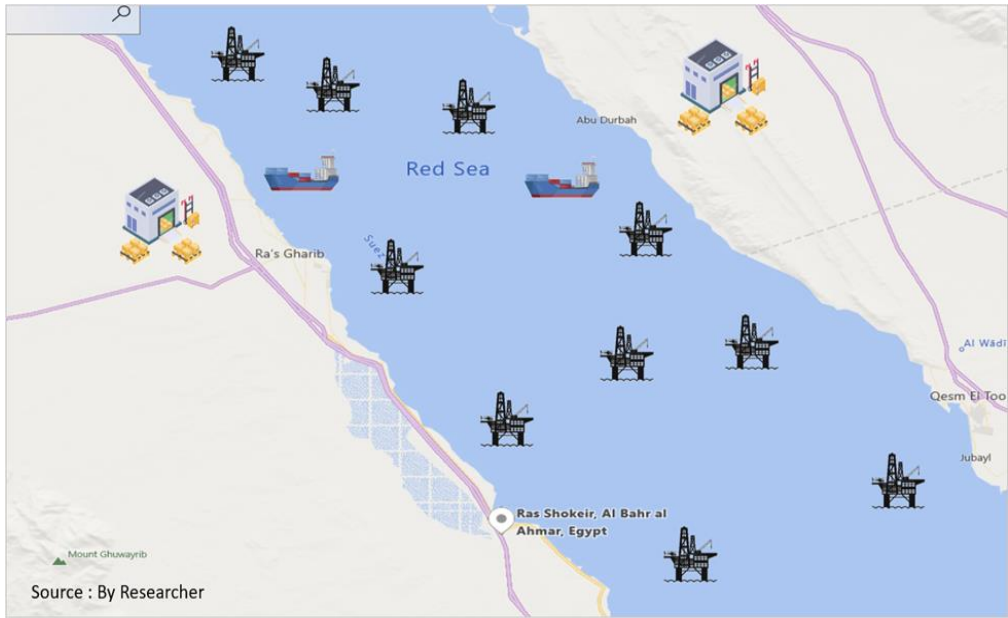 Abu Durbah
Red Sea
Suez
Ra's Gharib
Al Wādī
Qesm El Too
Jubayl
Ras Shokeir, Al Bahr al
Ahmar, Egypt
Mount Ghuwayrib
Source : By Researcher